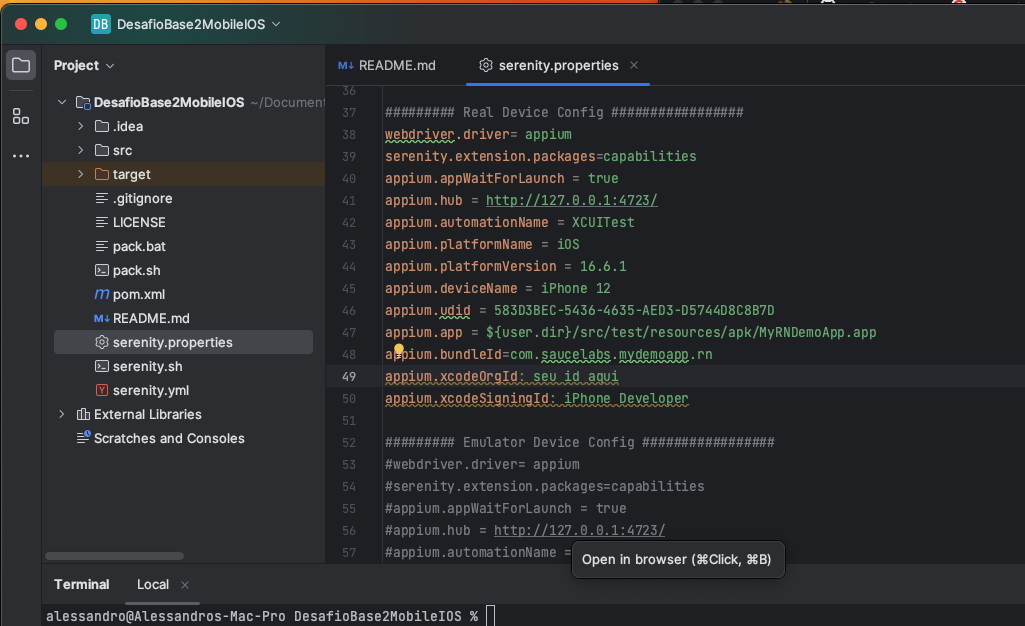 DB DesafioBase2MobileIOS
Project
M↓ README.md
serenity.properties
DesafioBase2MobileIOS ~/Document
.idea
src
target
.gitignore
LICENSE
pack.bat
pack.sh
m pom.xml
M↓ README.md
serenity.properties
serenity.sh
Y serenity.yml
External Libraries
Scratches and Consoles
36
37 ######### Real Device Config #################
38 webdriver.driver= appium
39 serenity.extension.packages=capabilities
40 appium.appWaitForLaunch = true
41 appium.hub = http://127.0.0.1:4723/
42 appium.automationName = XCUITest
43 appium.platformName = iOS
44 appium.platformVersion = 16.6.1
45 appium.deviceName = iPhone 12
46 appium.udid = 583D3BEC-5436-4635-AED3-D5744D8C8B7D
47 appium.app = ${user.dir}/src/test/resources/apk/MyRNDemoApp.app
48 appium.bundleId=com.saucelabs.mydemoapp.rn
49 appium.xcodeOrgId: seu id aqui
50 appium.xcodeSigningId: iPhone Developer
51
52 ######### Emulator Device Config #################
53 #webdriver.driver= appium
54 #serenity.extension.packages=capabilities
55 #appium.appWaitForLaunch = true
56 #appium.hub = http://127.0.0.1:4723/
57 #appium.automationName =
Open in browser (⌘Click, ⌘B)
Terminal
Local
alessandro@Alessandros-Mac-Pro DesafioBase2MobileIOS %